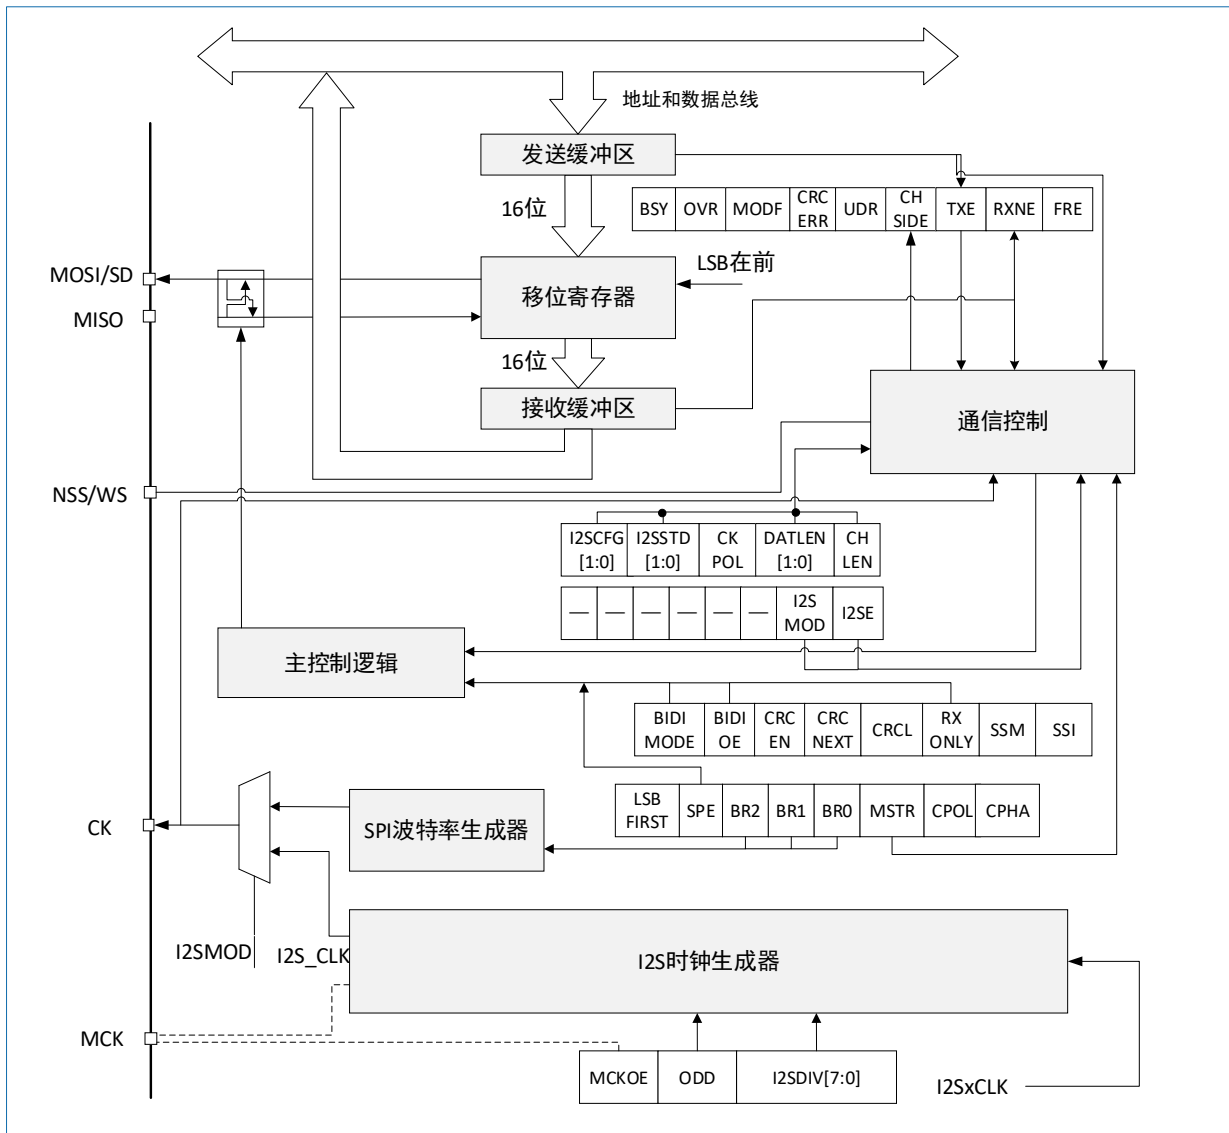 地址和数据总线
发送缓冲区
16位
BSY OVR MODF CRC ERR UDR CH SIDE TXE RXNE FRE
MOSI/SD
LSB在前
移位寄存器
MISO
16位
接收缓冲区
通信控制
NSS/WS
I2SCFG [1:0] I2SSTD [1:0] CK POL DATLEN [1:0] CH LEN
— — — — — — I2S MOD I2SE
主控制逻辑
BIDI MODE BIDI OE CRC EN CRC NEXT CRCL RX ONLY SSM SSI
LSB FIRST SPE BR2 BR1 BR0 MSTR CPOL CPHA
CK
SPI波特率生成器
I2SMOD
I2S_CLK
I2S时钟生成器
MCK
MCKOE ODD I2SDIV[7:0]
I2SxCLK